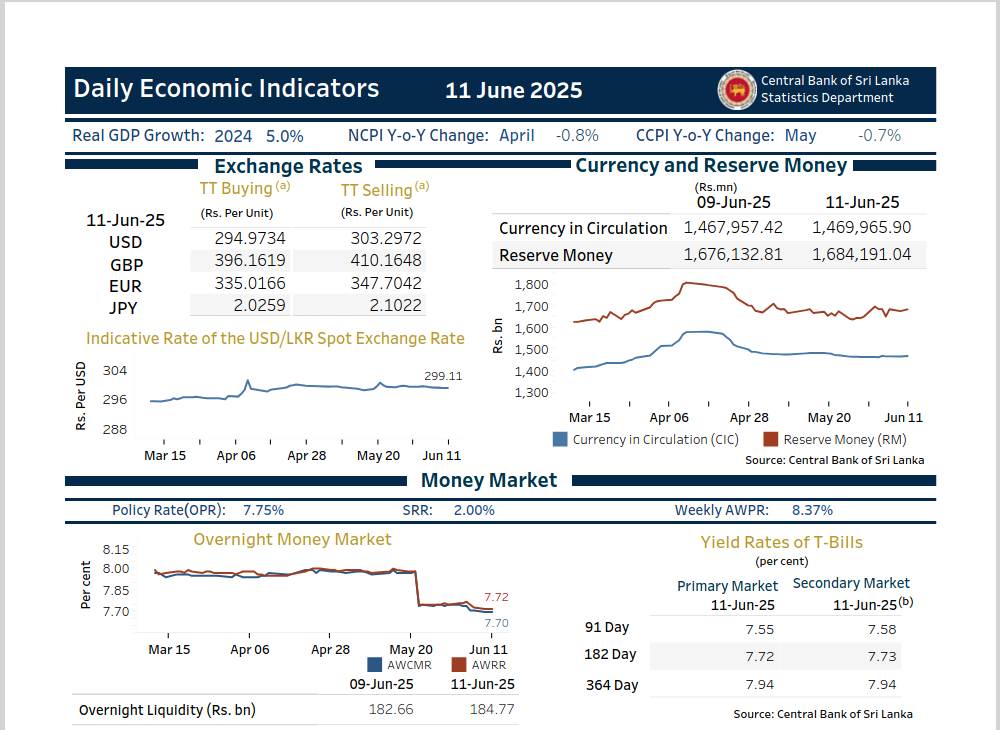 Daily Economic Indicators
11 June 2025
Central Bank of Sri Lanka
Statistics Department
Real GDP Growth: 2024 5.0% NCPI Y-o-Y Change: April -0.8% CCPI Y-o-Y Change: May -0.7%
Exchange Rates
TT Buying (a) TT Selling (a)
11-Jun-25 (Rs. Per Unit) (Rs. Per Unit)
USD 294.9734 303.2972
GBP 396.1619 410.1648
EUR 335.0166 347.7042
JPY 2.0259 2.1022
Indicative Rate of the USD/LKR Spot Exchange Rate
Rs. Per USD
304
296
288
299.11
Mar 15 Apr 06 Apr 28 May 20 Jun 11
Currency and Reserve Money
(Rs.mn)
09-Jun-25 11-Jun-25
Currency in Circulation 1,467,957.42 1,469,965.90
Reserve Money 1,676,132.81 1,684,191.04
Rs. bn
1,800
1,700
1,600
1,500
1,400
1,300
Mar 15 Apr 06 Apr 28 May 20 Jun 11
Currency in Circulation (CIC) Reserve Money (RM)
Source: Central Bank of Sri Lanka
Money Market
Policy Rate(OPR): 7.75% SRR: 2.00% Weekly AWPR: 8.37%
Overnight Money Market
Per cent
8.15
8.00
7.85
7.70
7.72
7.70
Mar 15 Apr 06 Apr 28 May 20 Jun 11
AWCMR AWRR
09-Jun-25 11-Jun-25
Overnight Liquidity (Rs. bn) 182.66 184.77
Yield Rates of T-Bills
(per cent)
Primary Market Secondary Market
11-Jun-25 11-Jun-25(b)
91 Day 7.55 7.58
182 Day 7.72 7.73
364 Day 7.94 7.94
Source: Central Bank of Sri Lanka